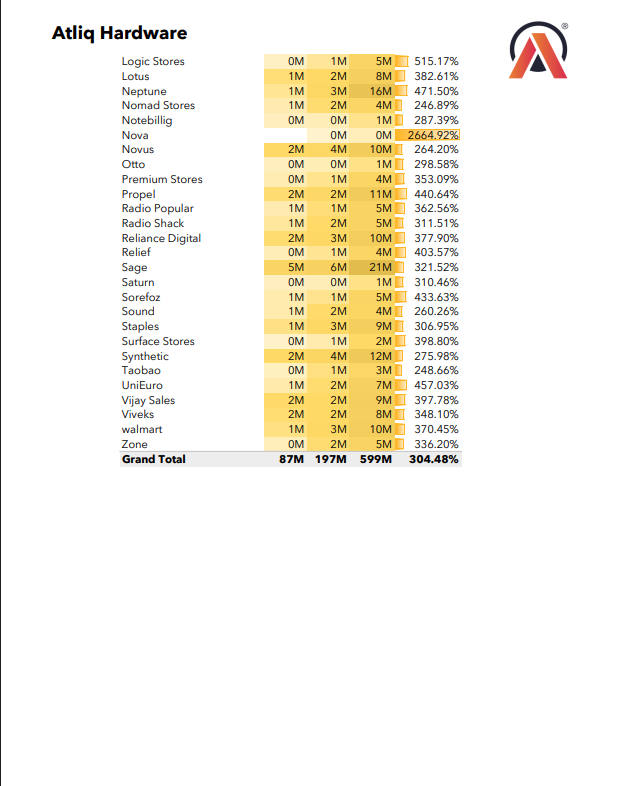 Atliq Hardware
®
Logic Stores 0M 1M 5M 515.17%
Lotus 1M 2M 8M 382.61%
Neptune 1M 3M 16M 471.50%
Nomad Stores 1M 2M 4M 246.89%
Notebillig 0M 0M 1M 287.39%
Nova 0M 0M 2664.92%
Novus 2M 4M 10M 264.20%
Otto 0M 0M 1M 298.58%
Premium Stores 0M 1M 4M 353.09%
Propel 2M 2M 11M 440.64%
Radio Popular 1M 1M 5M 362.56%
Radio Shack 1M 2M 5M 311.51%
Reliance Digital 2M 3M 10M 377.90%
Relief 0M 1M 4M 403.57%
Sage 5M 6M 21M 321.52%
Saturn 0M 0M 1M 310.46%
Sorefoz 1M 1M 5M 433.63%
Sound 1M 2M 4M 260.26%
Staples 1M 3M 9M 306.95%
Surface Stores 0M 1M 2M 398.80%
Synthetic 2M 4M 12M 275.98%
Taobao 0M 1M 3M 248.66%
UniEuro 1M 2M 7M 457.03%
Vijay Sales 2M 2M 9M 397.78%
Viveks 2M 2M 8M 348.10%
walmart 1M 3M 10M 370.45%
Zone 0M 2M 5M 336.20%
Grand Total 87M 197M 599M 304.48%